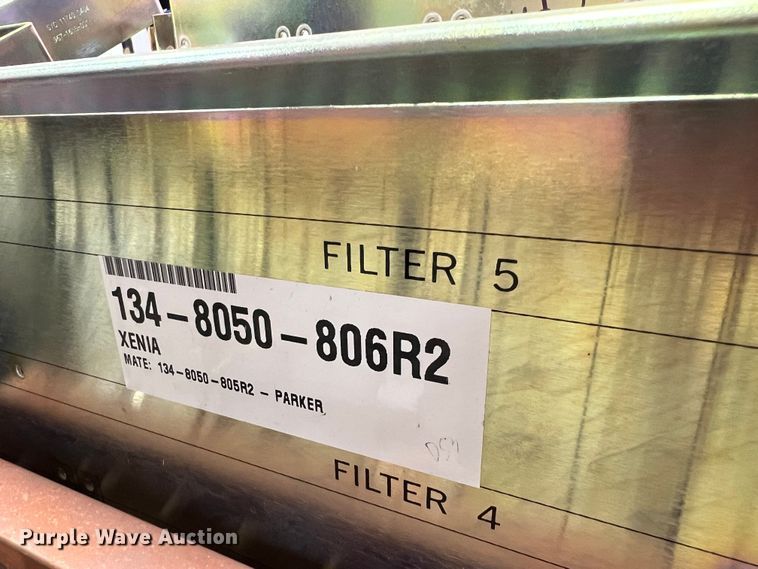 FILTER 5
134-8050-806R2
XENIA
MATE: 134-8050-805R2 - PARKER
FILTER 4
Purple Wave Auction